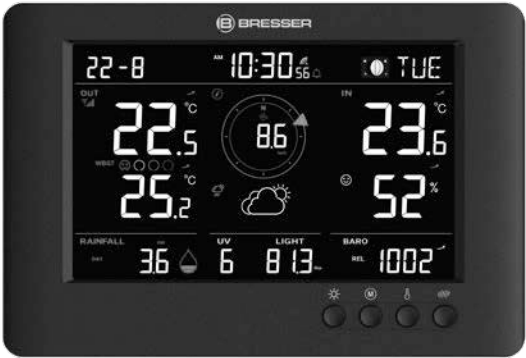 BRESSER
22-8 AM 10:30 56 TUE
OUT IN
22.5 °C 8.6 23.6 °C
WBGT
25.2 °C 52%
RAINFALL UV LIGHT BARO
DAY 3.6 6 81.3 REL 1002
M